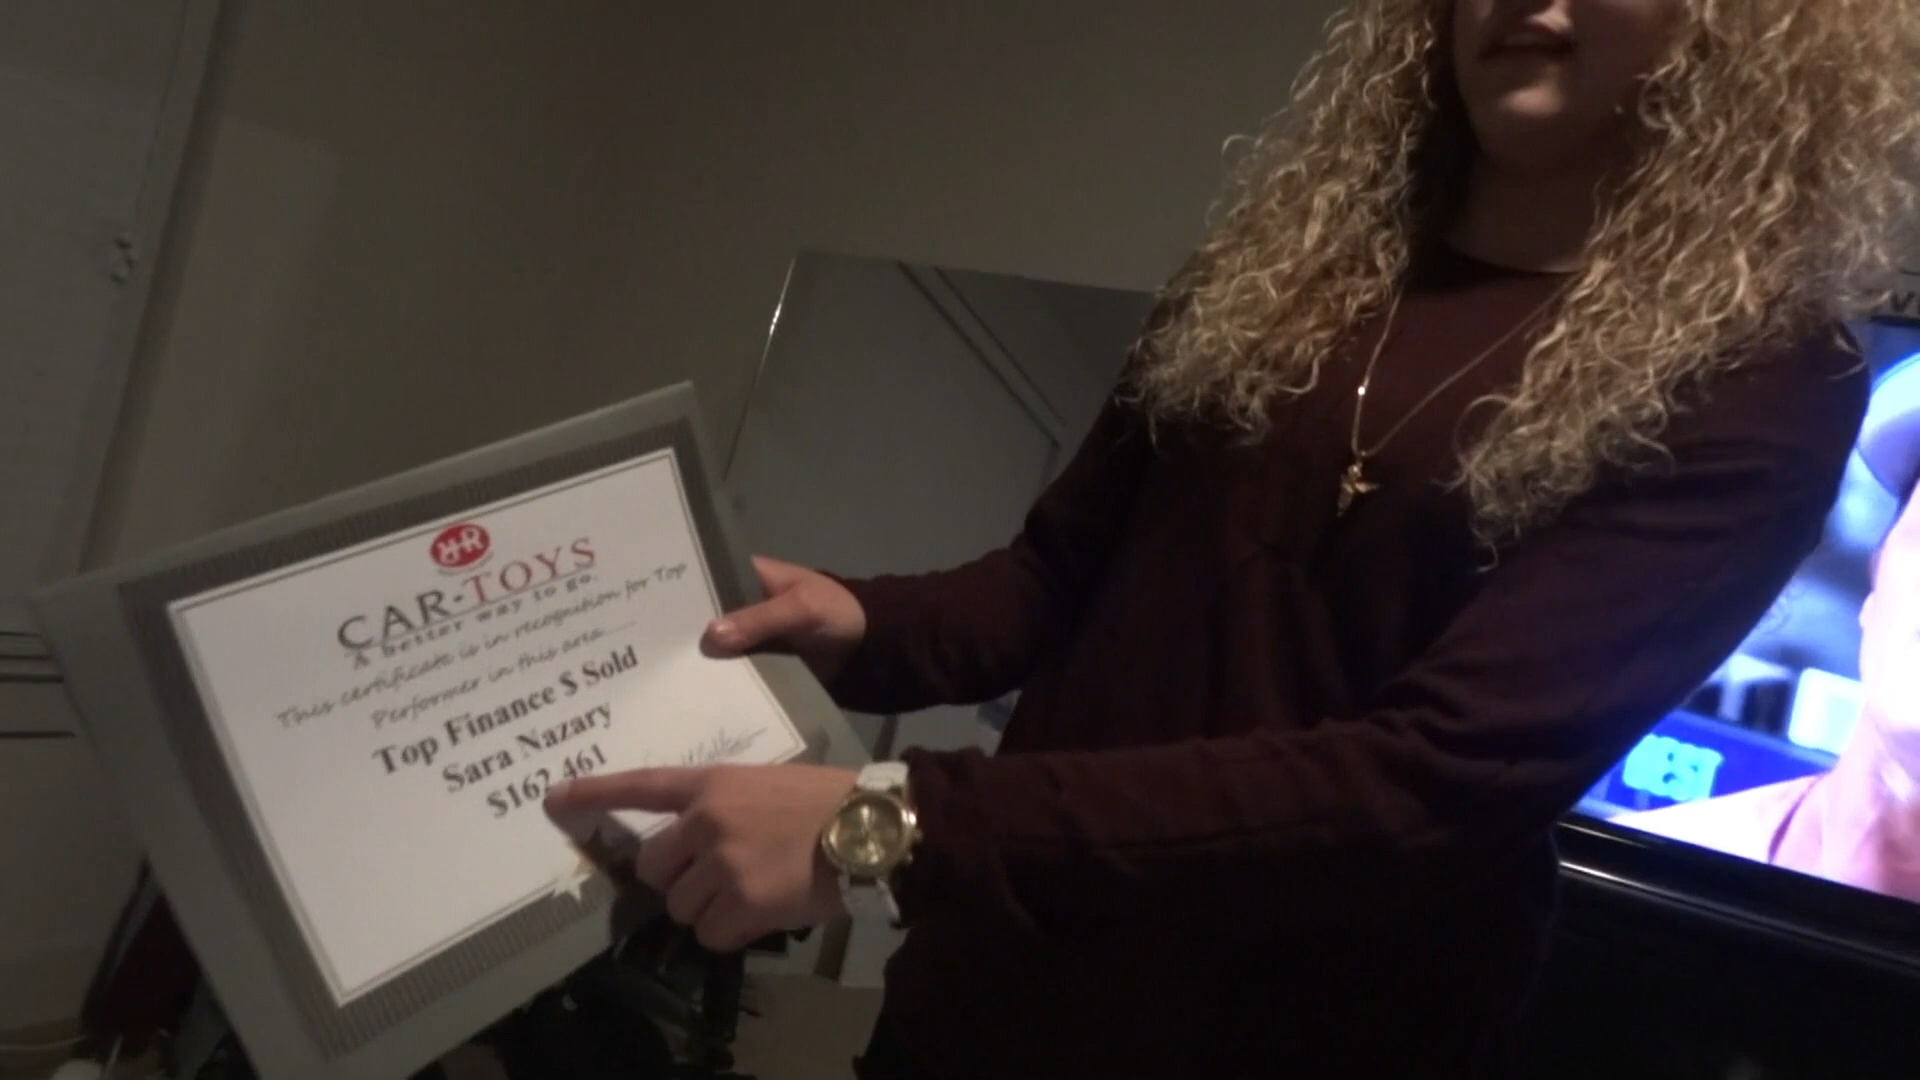 H-R
CAR-TOYS
A better way to go.
This certificate is in recognition for Top
Performer in this area......
Top Finance $ Sold
Sara Nazary
$162,461